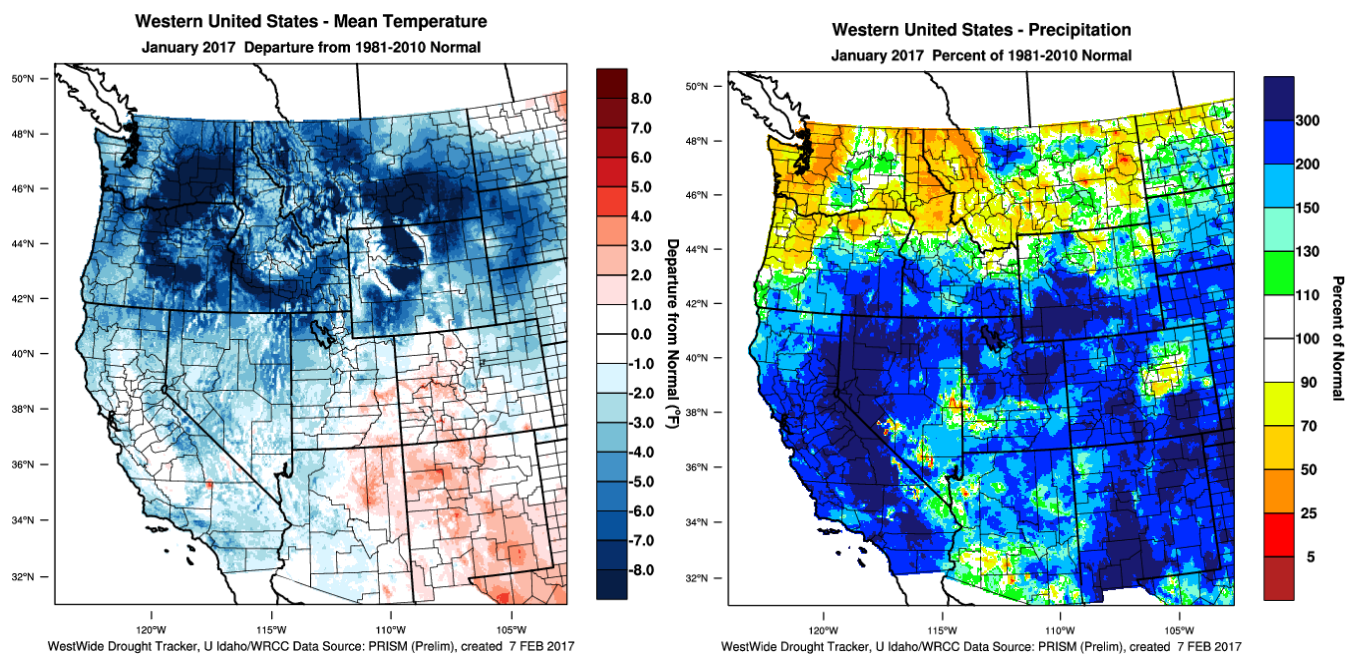 Western United States - Mean Temperature
January 2017 Departure from 1981-2010 Normal
50°N
48°N
46°N
44°N
42°N
40°N
38°N
36°N
34°N
32°N
120°W
115°W
110°W
105°W
8.0
7.0
6.0
5.0
4.0
3.0
2.0
1.0
0.0
-1.0
-2.0
-3.0
-4.0
-5.0
-6.0
-7.0
-8.0
Departure from Normal (°F)
WestWide Drought Tracker, U Idaho/WRCC Data Source: PRISM (Prelim), created 7 FEB 2017
Western United States - Precipitation
January 2017 Percent of 1981-2010 Normal
50°N
48°N
46°N
44°N
42°N
40°N
38°N
36°N
34°N
32°N
120°W
115°W
110°W
105°W
300
200
150
130
110
100
90
70
50
25
5
Percent of Normal
WestWide Drought Tracker, U Idaho/WRCC Data Source: PRISM (Prelim), created 7 FEB 2017